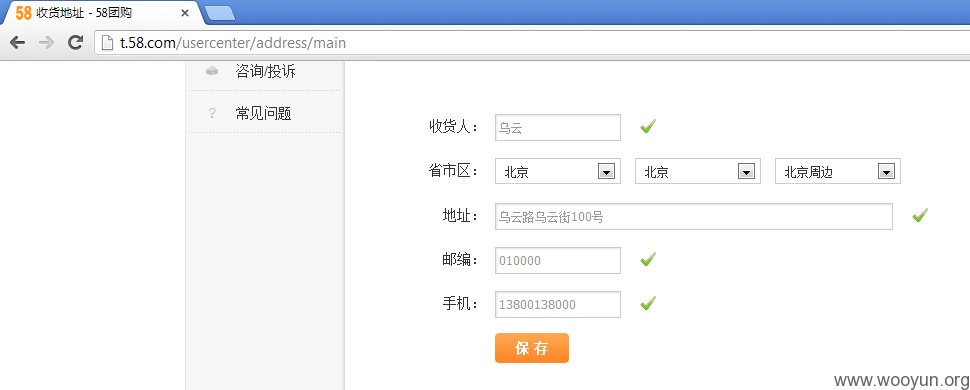 58 收货地址 - 58团购
t.58.com/usercenter/address/main
咨询/投诉
? 常见问题
收货人： 乌云
省市区： 北京 北京 北京周边
地址： 乌云路乌云街100号
邮编： 010000
手机： 13800138000
保 存
www.wooyun.org